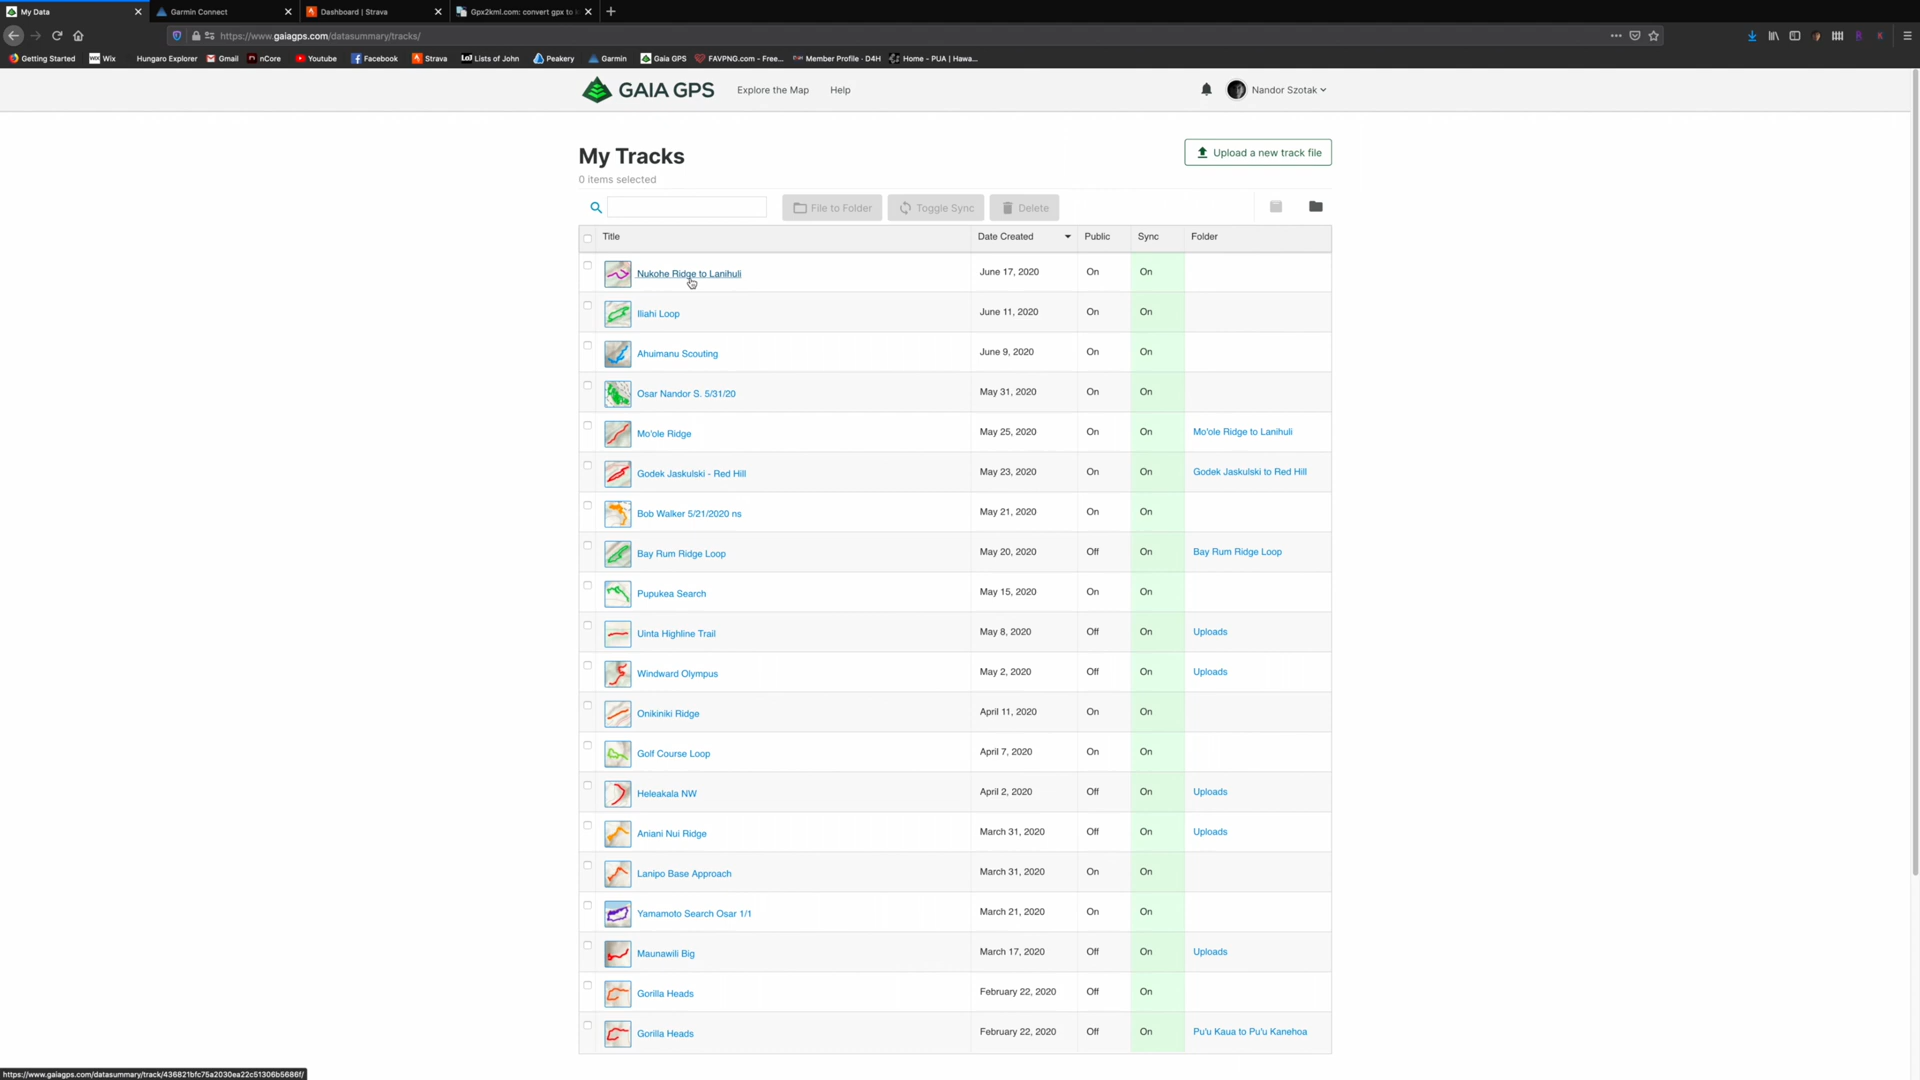 My Data
Garmin Connect
Dashboard | Strava
Gpx2kml.com: convert gpx to k
https://www.gaiagps.com/datasummary/tracks/
Getting Started
Wix
Hungaro Explorer
Gmail
nCore
Youtube
Facebook
Strava
LoJ Lists of John
Peakery
Garmin
Gaia GPS
FAVPNG.com - Free...
Member Profile - D4H
Home - PUA | Hawa...
GAIA GPS
Explore the Map
Help
Nandor Szotak
My Tracks
Upload a new track file
0 items selected
File to Folder
Toggle Sync
Delete
Title Date Created Public Sync Folder
Nukohe Ridge to Lanihuli June 17, 2020 On On
Iliahi Loop June 11, 2020 On On
Ahuimanu Scouting June 9, 2020 On On
Osar Nandor S. 5/31/20 May 31, 2020 On On
Mo'ole Ridge May 25, 2020 On On Mo'ole Ridge to Lanihuli
Godek Jaskulski - Red Hill May 23, 2020 On On Godek Jaskulski to Red Hill
Bob Walker 5/21/2020 ns May 21, 2020 On On
Bay Rum Ridge Loop May 20, 2020 Off On Bay Rum Ridge Loop
Pupukea Search May 15, 2020 On On
Uinta Highline Trail May 8, 2020 Off On Uploads
Windward Olympus May 2, 2020 Off On Uploads
Onikiniki Ridge April 11, 2020 On On
Golf Course Loop April 7, 2020 On On
Heleakala NW April 2, 2020 Off On Uploads
Aniani Nui Ridge March 31, 2020 Off On Uploads
Lanipo Base Approach March 31, 2020 On On
Yamamoto Search Osar 1/1 March 21, 2020 On On
Maunawili Big March 17, 2020 Off On Uploads
Gorilla Heads February 22, 2020 Off On
Gorilla Heads February 22, 2020 Off On Pu'u Kaua to Pu'u Kanehoa
https://www.gaiagps.com/datasummary/track/436821bfc75a2030ea22c51306b5686f/